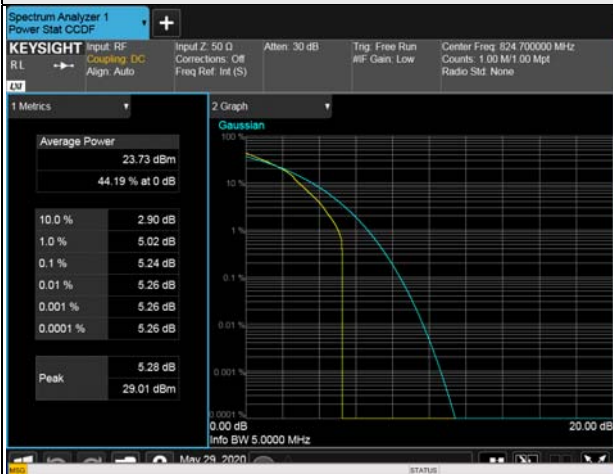 Spectrum Analyzer 1
Power Stat CCDF
KEYSIGHT
RL
LXI
Input: RF
Coupling: DC
Align: Auto
Input Z: 50 Ω
Corrections: Off
Freq Ref: Int (S)
Atten: 30 dB
Trig: Free Run
#IF Gain: Low
Center Freq: 824.700000 MHz
Counts: 1.00 M/1.00 Mpt
Radio Std: None
1 Metrics
Average Power
23.73 dBm
44.19 % at 0 dB
10.0 % 2.90 dB
1.0 % 5.02 dB
0.1 % 5.24 dB
0.01 % 5.26 dB
0.001 % 5.26 dB
0.0001 % 5.26 dB
Peak 5.28 dB
29.01 dBm
2 Graph
Gaussian
100 %
10 %
1 %
0.1 %
0.01 %
0.001 %
0.0001 %
0.00 dB 20.00 dB
Info BW 5.0000 MHz
May 29, 2020
MSG STATUS